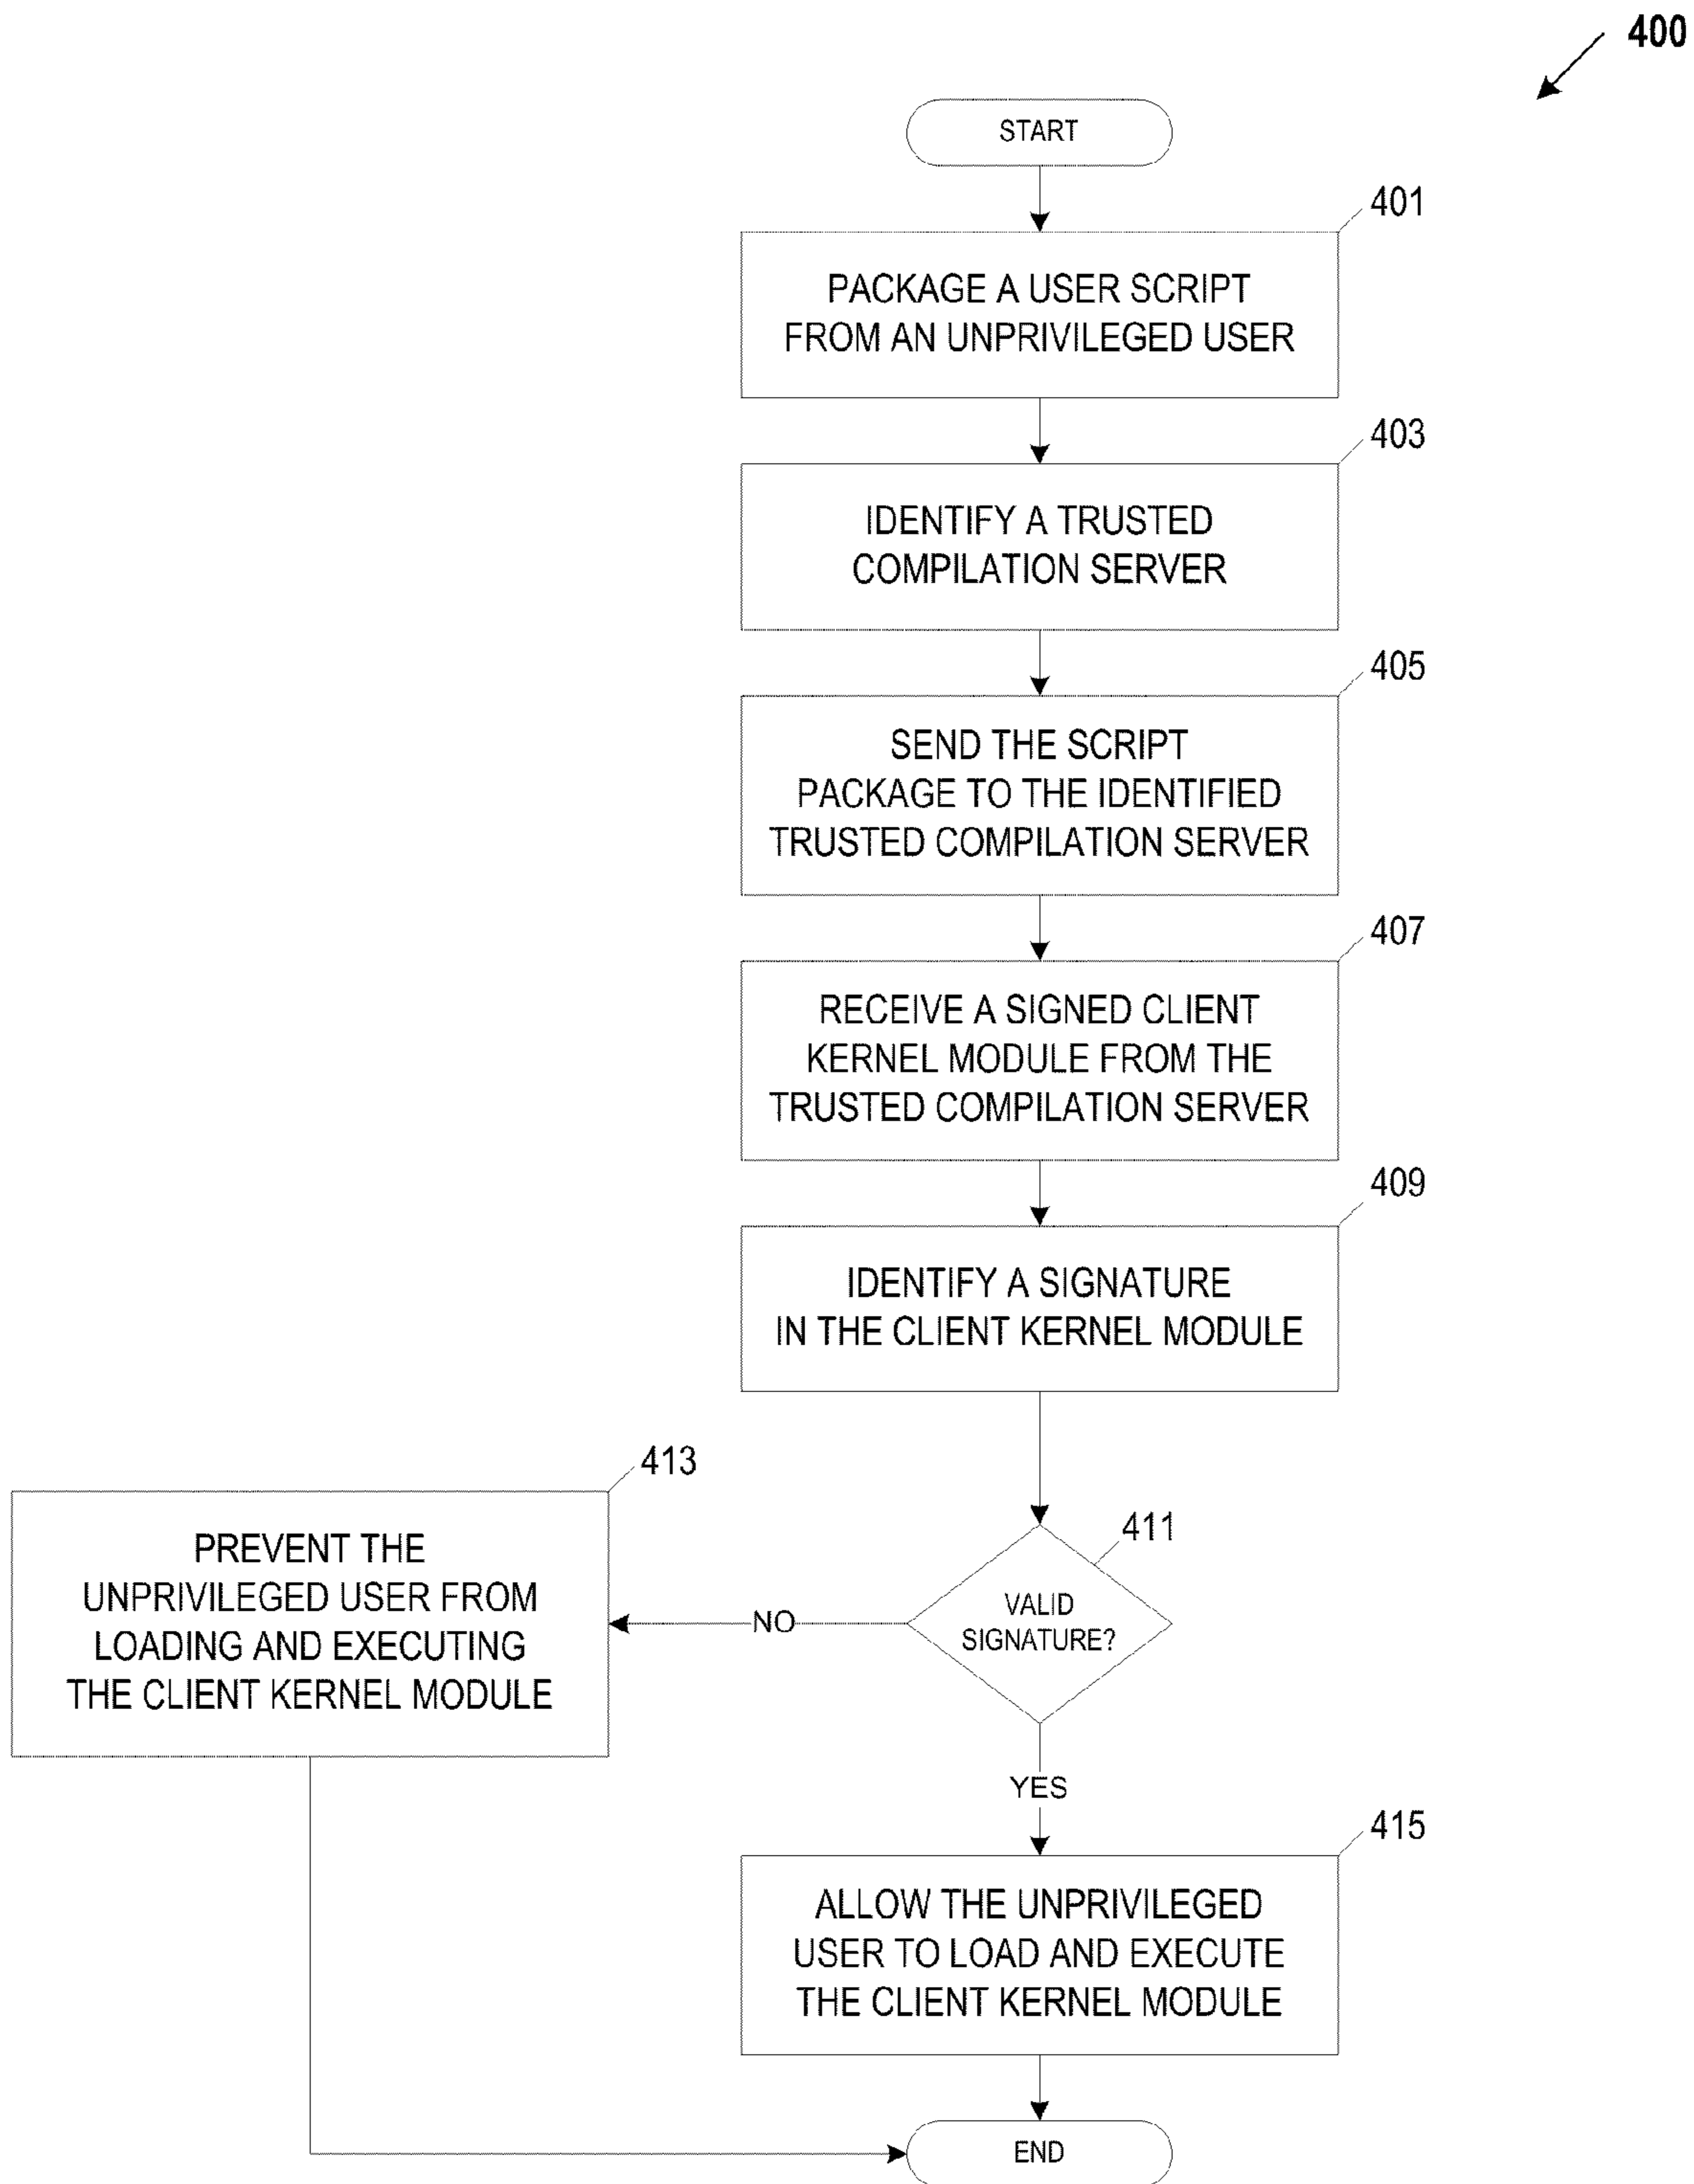 400
START
401
PACKAGE A USER SCRIPT
FROM AN UNPRIVILEGED USER
403
IDENTIFY A TRUSTED
COMPILATION SERVER
405
SEND THE SCRIPT
PACKAGE TO THE IDENTIFIED
TRUSTED COMPILATION SERVER
407
RECEIVE A SIGNED CLIENT
KERNEL MODULE FROM THE
TRUSTED COMPILATION SERVER
409
IDENTIFY A SIGNATURE
IN THE CLIENT KERNEL MODULE
411
VALID
SIGNATURE?
NO
413
PREVENT THE
UNPRIVILEGED USER FROM
LOADING AND EXECUTING
THE CLIENT KERNEL MODULE
YES
415
ALLOW THE UNPRIVILEGED
USER TO LOAD AND EXECUTE
THE CLIENT KERNEL MODULE
END